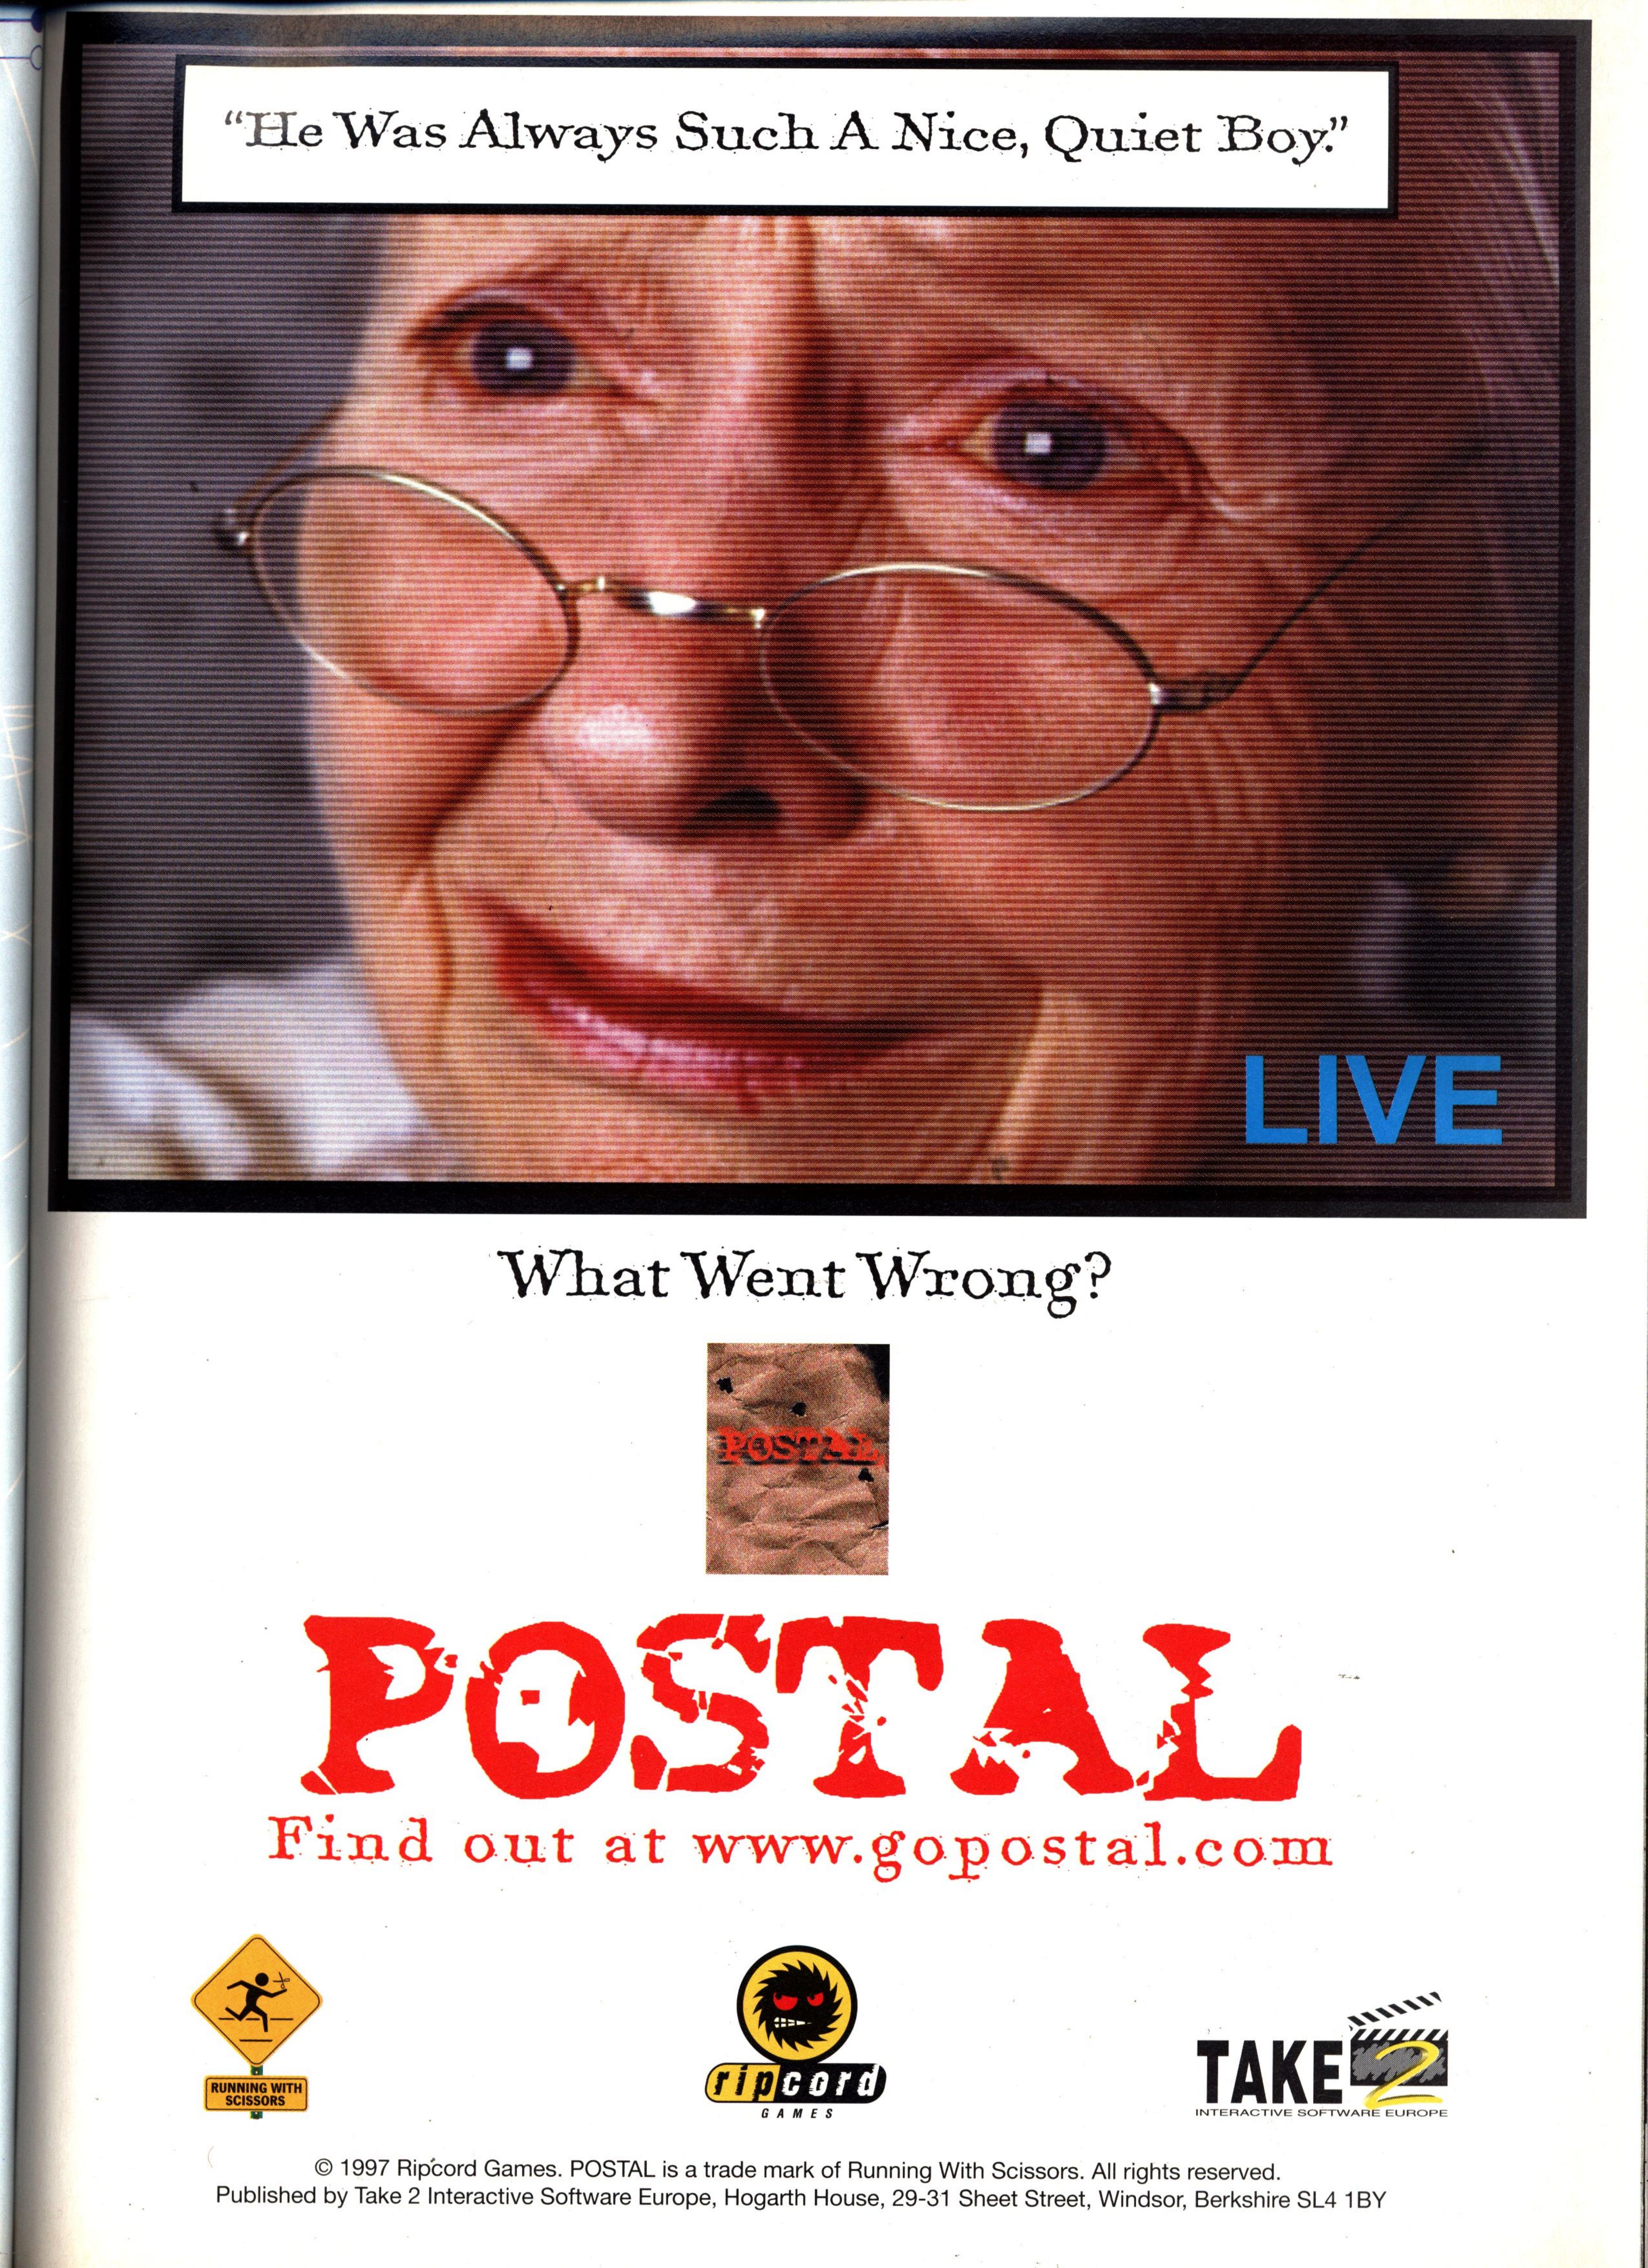 “He Was Always Such A Nice, Quiet Boy.”
LIVE
What Went Wrong?
POSTAL
POSTAL
Find out at www.gopostal.com
RUNNING WITH
SCISSORS
ripcord
GAMES
TAKE 2
INTERACTIVE SOFTWARE EUROPE
© 1997 Ripcord Games. POSTAL is a trade mark of Running With Scissors. All rights reserved.
Published by Take 2 Interactive Software Europe, Hogarth House, 29-31 Sheet Street, Windsor, Berkshire SL4 1BY